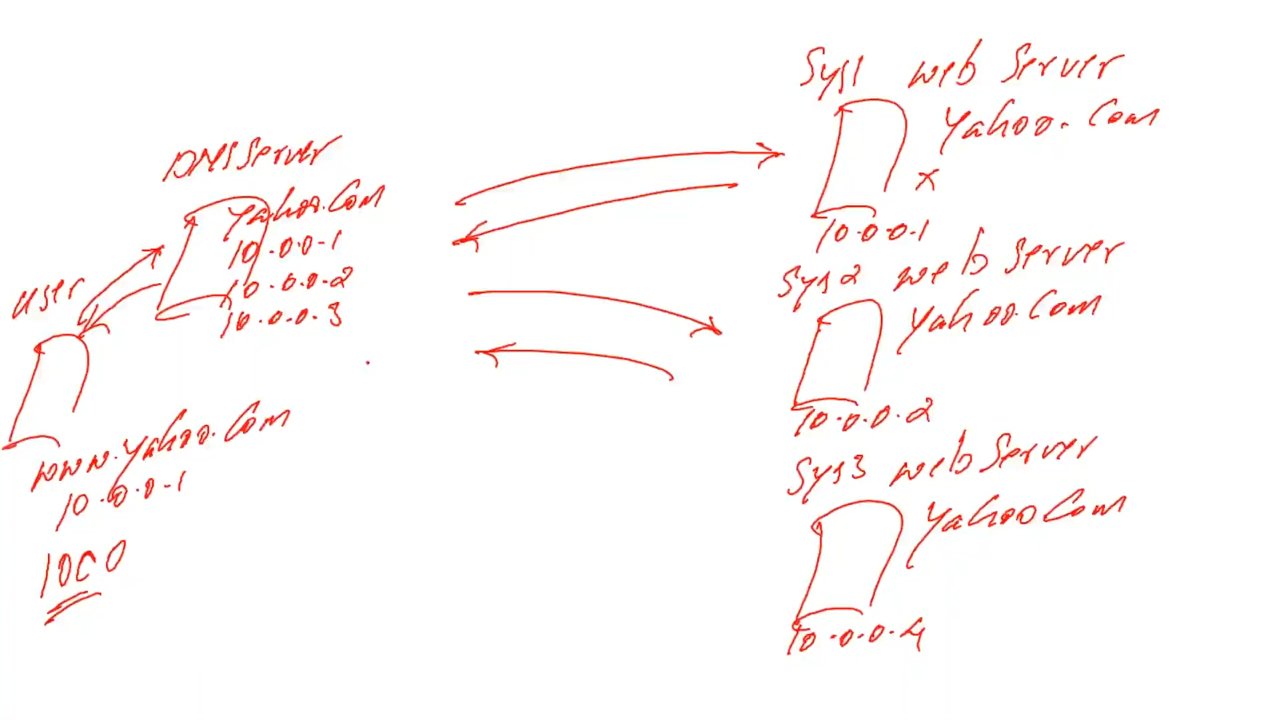 DNS Server
Yahoo.Com
10.0.0.1
10.0.0.2
10.0.0.3
User
www.Yahoo.Com
10.0.0.1
1000
Sys1 Web Server
Yahoo.Com
x
10.0.0.1
Sys2 Web Server
Yahoo.Com
10.0.0.2
Sys3 Web Server
Yahoo Com
10.0.0.4